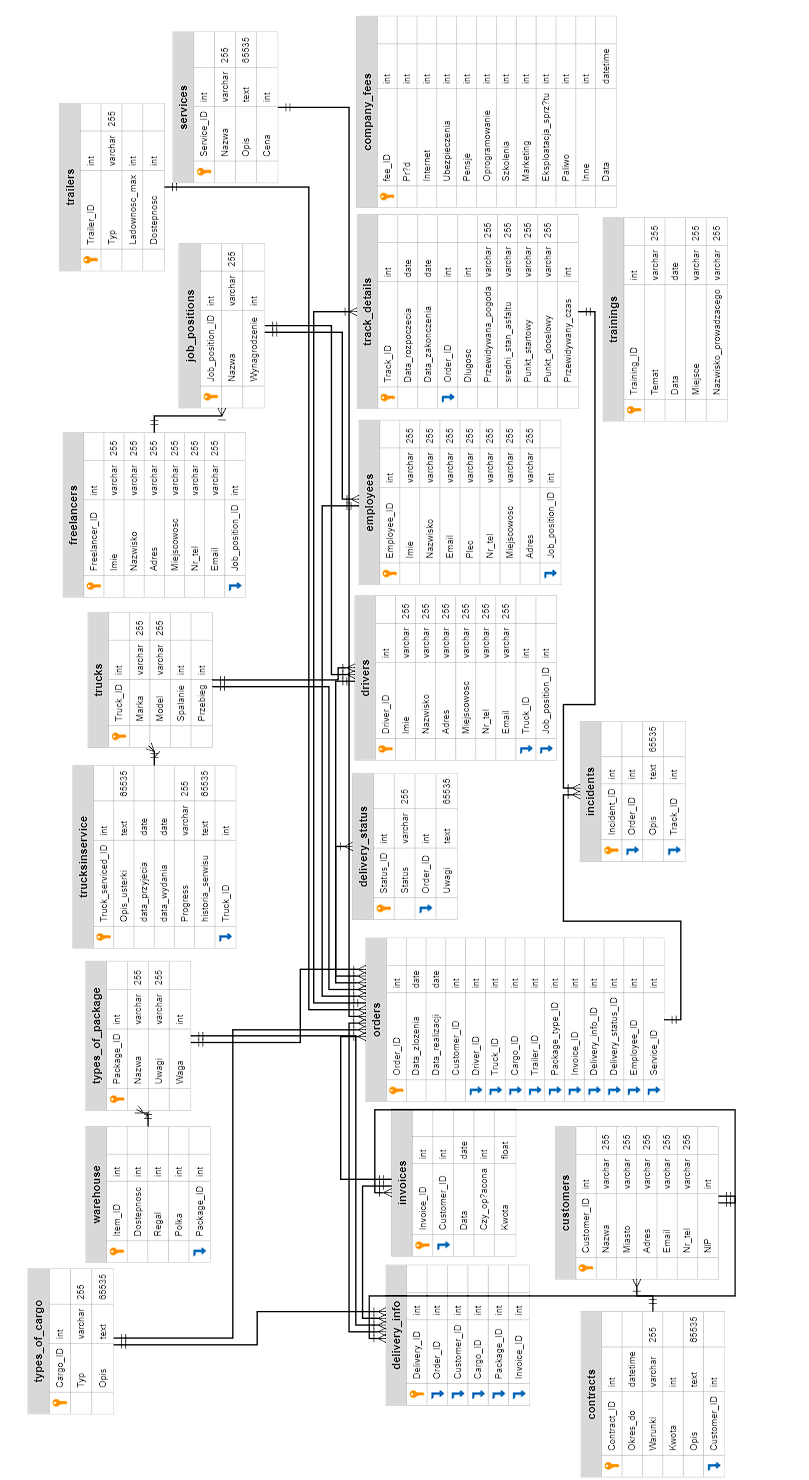 types_of_cargo
Cargo_ID int
Typ varchar 255
Opis text 65535
warehouse
Item_ID int
Dostepnosc int
Regal int
Polka int
Package_ID int
types_of_package
Package_ID int
Nazwa varchar 255
Uwagi varchar 255
Waga int
trucksinservice
Truck_serviced_ID int
Opis_usterki text 65535
data_przyjecia date
data_wydania date
Progress varchar 255
historia_serwisu text 65535
Truck_ID int
trucks
Truck_ID int
Marka varchar 255
Model varchar 255
Spalanie int
Przebieg int
freelancers
Freelancer_ID int
Imie varchar 255
Nazwisko varchar 255
Adres varchar 255
Miejscowosc varchar 255
Nr_tel varchar 255
Email varchar 255
Job_position_ID int
trailers
Trailer_ID int
Typ varchar 255
Ladownosc_max int
Dostepnosc int
job_positions
Job_position_ID int
Nazwa varchar 255
Wynagrodzenie int
services
Service_ID int
Nazwa varchar 255
Opis text 65535
Cena int
delivery_info
Delivery_ID int
Order_ID int
Customer_ID int
Cargo_ID int
Package_ID int
Invoice_ID int
invoices
Invoice_ID int
Customer_ID int
Data date
Czy_op?acona int
Kwota float
orders
Order_ID int
Data_zlozenia date
Data_realizacji date
Customer_ID int
Driver_ID int
Truck_ID int
Cargo_ID int
Trailer_ID int
Package_type_ID int
Invoice_ID int
Delivery_info_ID int
Delivery_status_ID int
Employee_ID int
Service_ID int
delivery_status
Status_ID int
Status varchar 255
Order_ID int
Uwagi text 65535
drivers
Driver_ID int
Imie varchar 255
Nazwisko varchar 255
Adres varchar 255
Miejscowosc varchar 255
Nr_tel varchar 255
Email varchar 255
Truck_ID int
Job_position_ID int
employees
Employee_ID int
Imie varchar 255
Nazwisko varchar 255
Email varchar 255
Plec varchar 255
Nr_tel varchar 255
Miejscowosc varchar 255
Adres varchar 255
Job_position_ID int
track_details
Track_ID int
Data_rozpoczecia date
Data_zakonczenia date
Order_ID int
Dlugosc int
Przewidywana_pogoda varchar 255
sredni_stan_asfaltu varchar 255
Punkt_startowy varchar 255
Punkt_docelowy varchar 255
Przewidywany_czas int
company_fees
fee_ID int
Pr?d int
Internet int
Ubezpieczenia int
Pensje int
Oprogramowanie int
Szkolenia int
Marketing int
Eksploatacja_sprz?tu int
Paliwo int
Inne int
Data datetime
contracts
Contract_ID int
Okres_do datetime
Warunki varchar 255
Kwota int
Opis text 65535
Customer_ID int
customers
Customer_ID int
Nazwa varchar 255
Miasto varchar 255
Adres varchar 255
Email varchar 255
Nr_tel varchar 255
NIP int
incidents
Incident_ID int
Order_ID int
Opis text 65535
Track_ID int
trainings
Training_ID int
Temat varchar 255
Data date
Miejsce varchar 255
Nazwisko_prowadzacego varchar 255